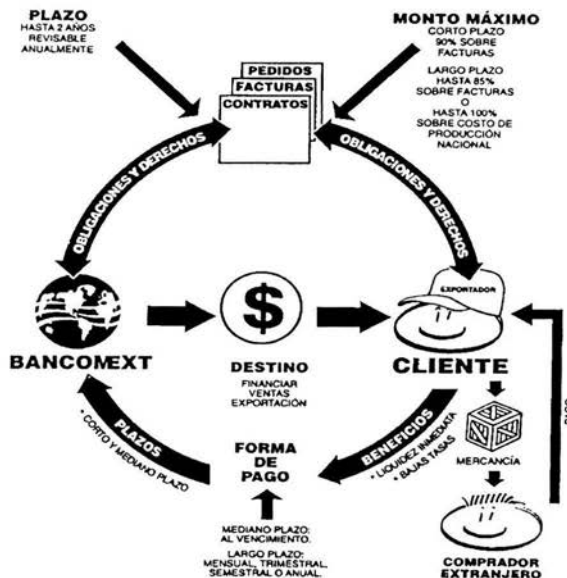 PLAZO
HASTA 2 AÑOS
REVISABLE
ANUALMENTE
MONTO MÁXIMO
CORTO PLAZO
90% SOBRE
FACTURAS
LARGO PLAZO
HASTA 85%
SOBRE FACTURAS
O
HASTA 100%
SOBRE COSTO DE
PRODUCCIÓN
NACIONAL
PEDIDOS
FACTURAS
CONTRATOS
OBLIGACIONES Y DERECHOS
OBLIGACIONES Y DERECHOS
BANCOMEXT
$
DESTINO
FINANCIAR
VENTAS
EXPORTACIÓN
EXPORTADOR
CLIENTE
PLAZOS
• CORTO Y MEDIANO PLAZO
FORMA
DE
PAGO
MEDIANO PLAZO:
AL VENCIMIENTO.
LARGO PLAZO:
MENSUAL, TRIMESTRAL,
SEMESTRAL O ANUAL.
BENEFICIOS
• LIQUIDEZ INMEDIATA
• BAJAS TASAS
MERCANCÍA
COMPRADOR
EXTRANJERO
PAGO